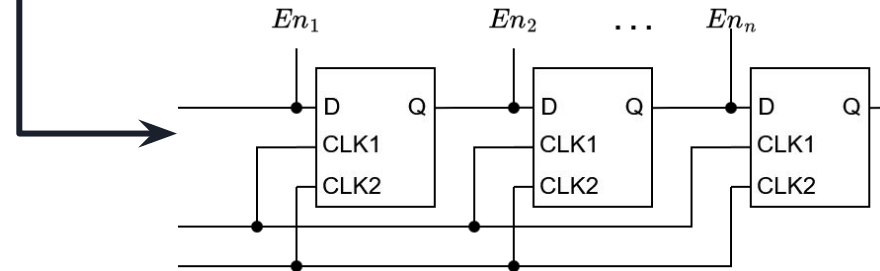 En₁ En₂ ... Enₙ
D Q D Q D Q
CLK1 CLK1 CLK1
CLK2 CLK2 CLK2